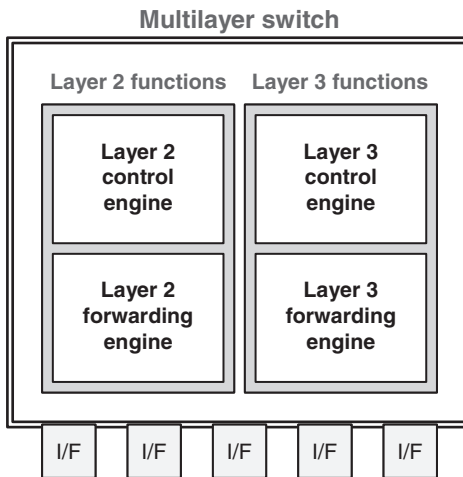 Multilayer switch
Layer 2 functions
Layer 3 functions
Layer 2
control
engine
Layer 3
control
engine
Layer 2
forwarding
engine
Layer 3
forwarding
engine
I/F
I/F
I/F
I/F
I/F